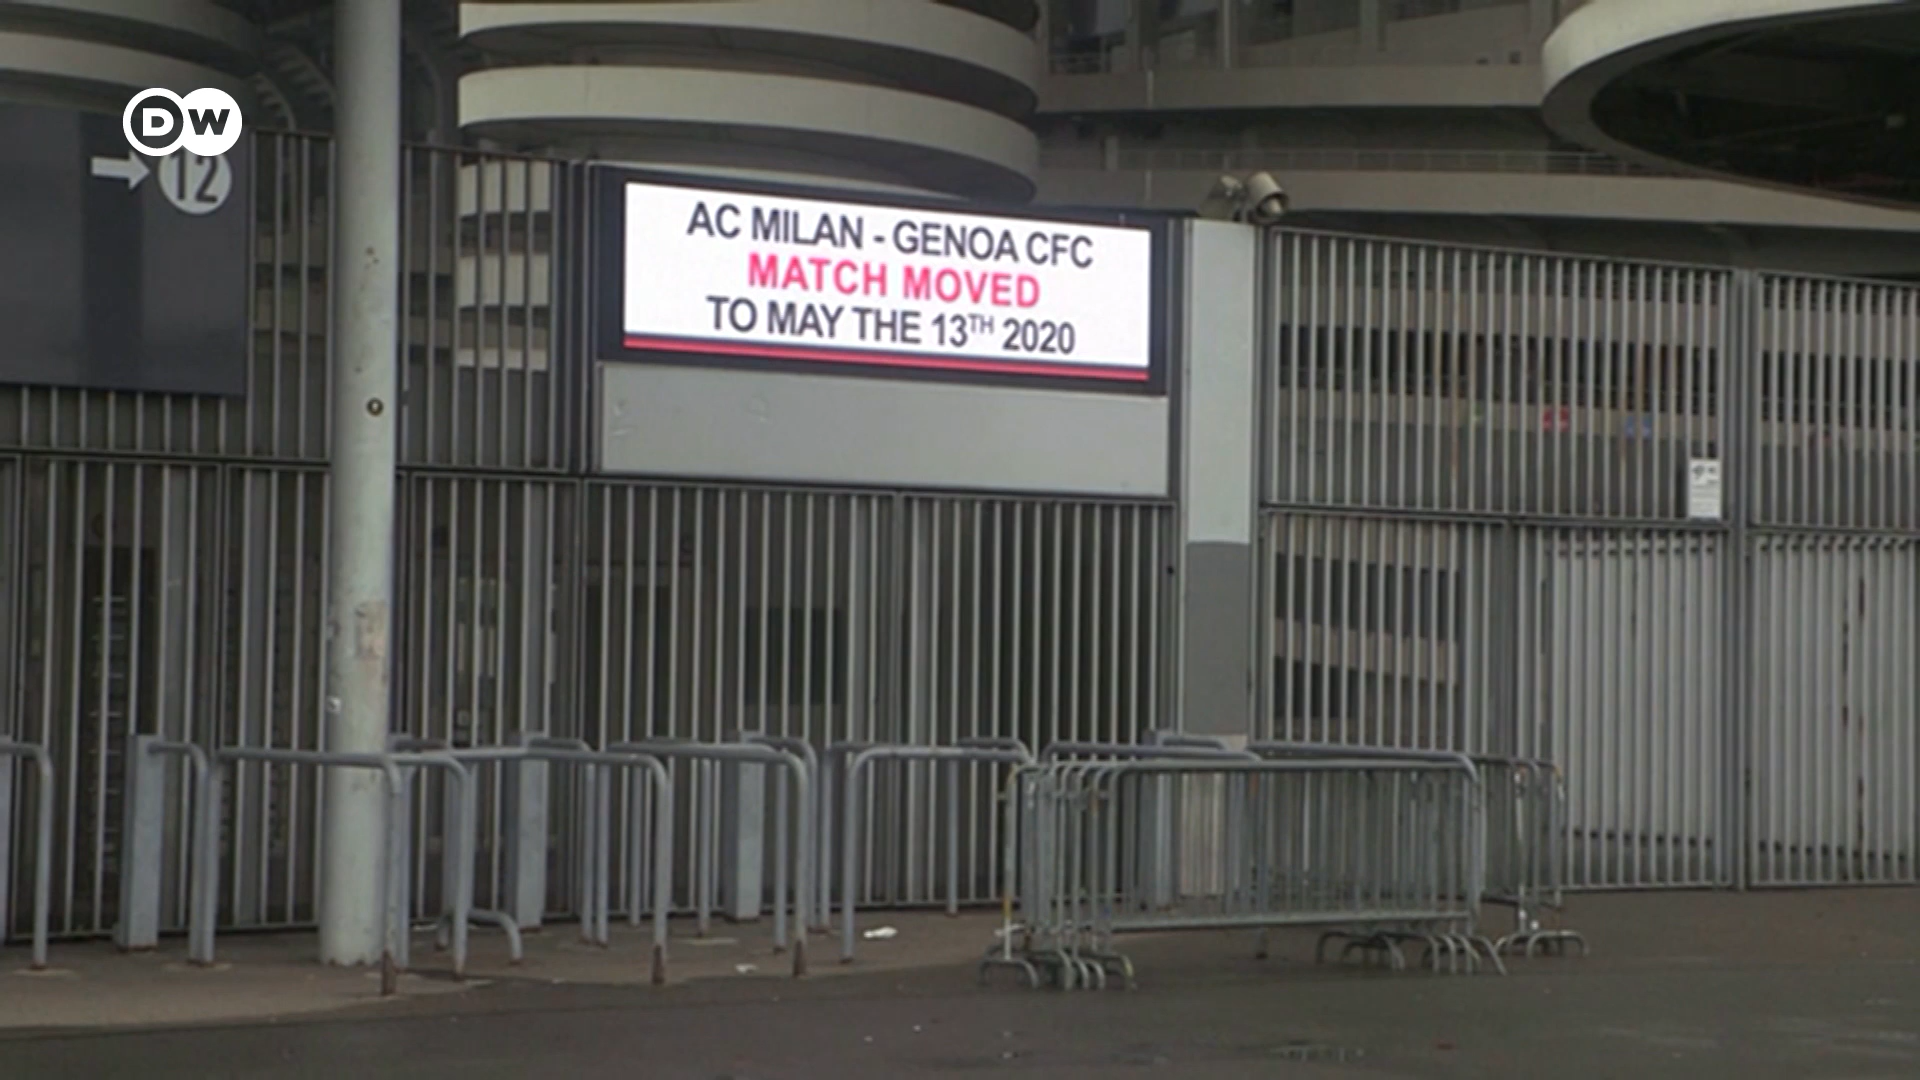 DW
12
AC MILAN - GENOA CFC
MATCH MOVED
TO MAY THE 13TH 2020